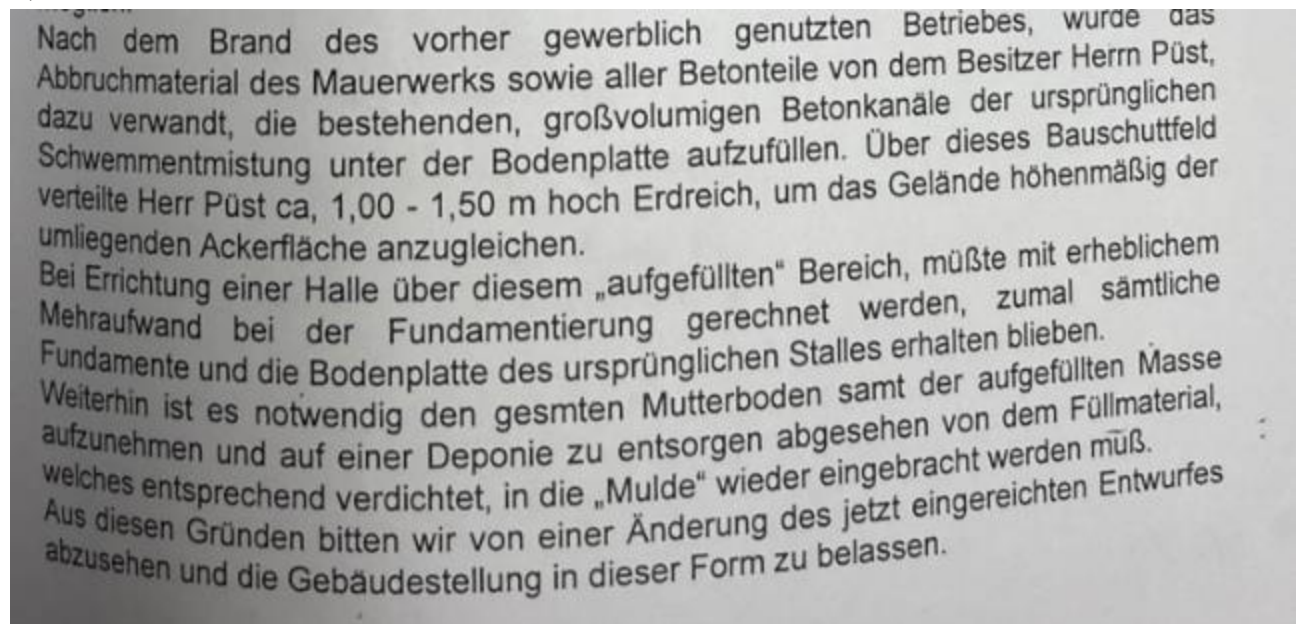 Nach dem Brand des vorher gewerblich genutzten Betriebes, wurde das
Abbruchmaterial des Mauerwerks sowie aller Betonteile von dem Besitzer Herrn Püst,
dazu verwandt, die bestehenden, großvolumigen Betonkanäle der ursprünglichen
Schwemmentmistung unter der Bodenplatte aufzufüllen. Über dieses Bauschuttfeld
verteilte Herr Püst ca, 1,00 - 1,50 m hoch Erdreich, um das Gelände höhenmäßig der
umliegenden Ackerfläche anzugleichen.
Bei Errichtung einer Halle über diesem „aufgefüllten“ Bereich, müßte mit erheblichem
Mehraufwand bei der Fundamentierung gerechnet werden, zumal sämtliche
Fundamente und die Bodenplatte des ursprünglichen Stalles erhalten blieben.
Weiterhin ist es notwendig den gesmten Mutterboden samt der aufgefüllten Masse
aufzunehmen und auf einer Deponie zu entsorgen abgesehen von dem Füllmaterial,
welches entsprechend verdichtet, in die „Mulde“ wieder eingebracht werden muß.
Aus diesen Gründen bitten wir von einer Änderung des jetzt eingereichten Entwurfes
abzusehen und die Gebäudestellung in dieser Form zu belassen.